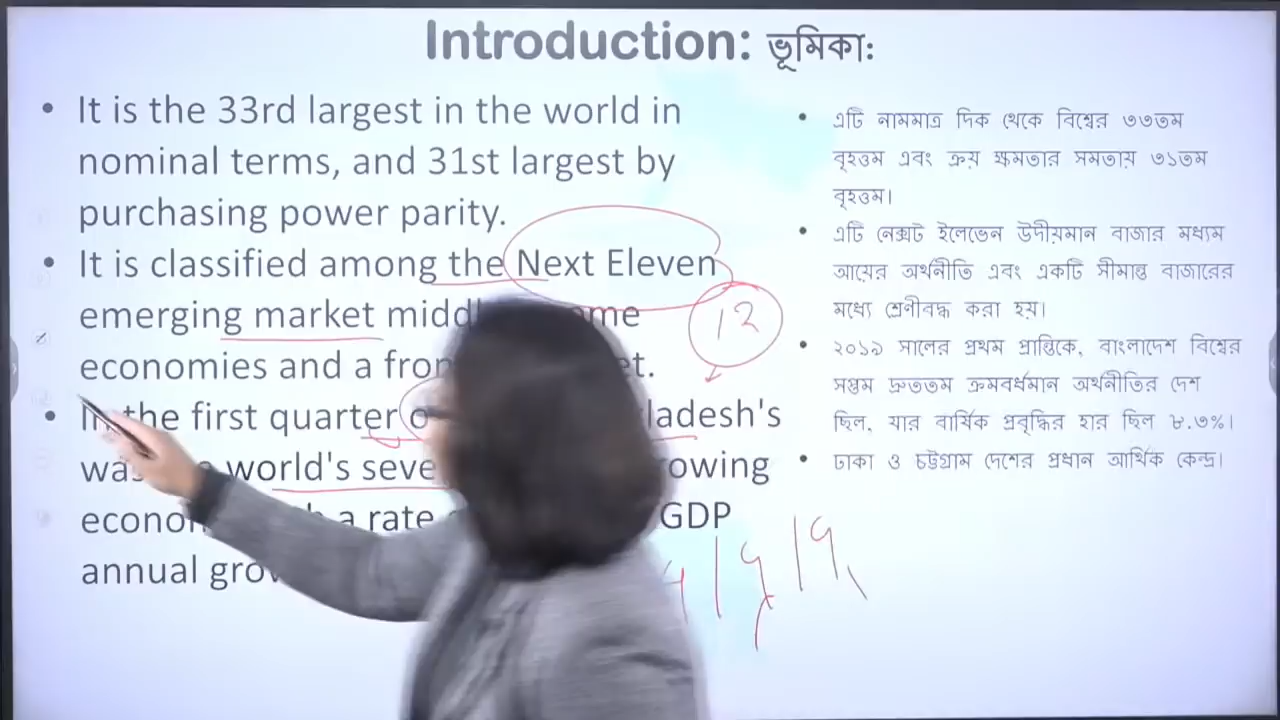 Introduction: ভূমিকা:
• It is the 33rd largest in the world in
nominal terms, and 31st largest by
purchasing power parity.
• It is classified among the Next Eleven
emerging market
economies and a
• In the first quarter
world's
a rate GDP
annual
12
• এটি নামমাত্র দিক থেকে বিশ্বের ৩৩তম
বৃহত্তম এবং ক্রয় ক্ষমতার সমতায় ৩১তম
বৃহত্তম।
• এটি নেক্সট ইলেভেন উদীয়মান বাজার মধ্যম
আয়ের অর্থনীতি এবং একটি সীমান্ত বাজারের
মধ্যে শ্রেণীবদ্ধ করা হয়।
• ২০১৯ সালের প্রথম প্রান্তিকে, বাংলাদেশ বিশ্বের
সপ্তম দ্রুততম ক্রমবর্ধমান অর্থনীতির দেশ
ছিল, যার বার্ষিক প্রবৃদ্ধির হার ছিল ৮.৩%।
• ঢাকা ও চট্টগ্রাম দেশের প্রধান আর্থিক কেন্দ্র।